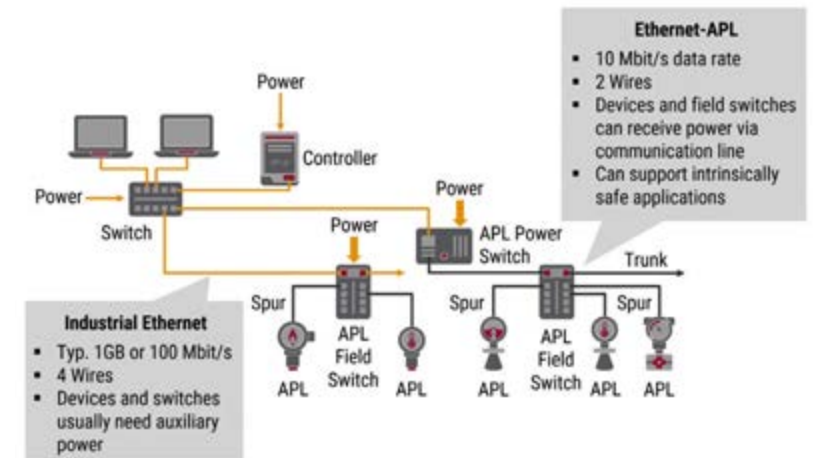 Ethernet-APL
▪ 10 Mbit/s data rate
▪ 2 Wires
▪ Devices and field switches
can receive power via
communication line
▪ Can support intrinsically
safe applications
Power
Controller
Power
Switch
Power
Power
APL Power
Switch
Trunk
Spur
APL
Field
Switch
APL
APL
Spur
APL
Field
Switch
Spur
APL
APL
APL
Industrial Ethernet
▪ Typ. 1GB or 100 Mbit/s
▪ 4 Wires
▪ Devices and switches
usually need auxiliary
power